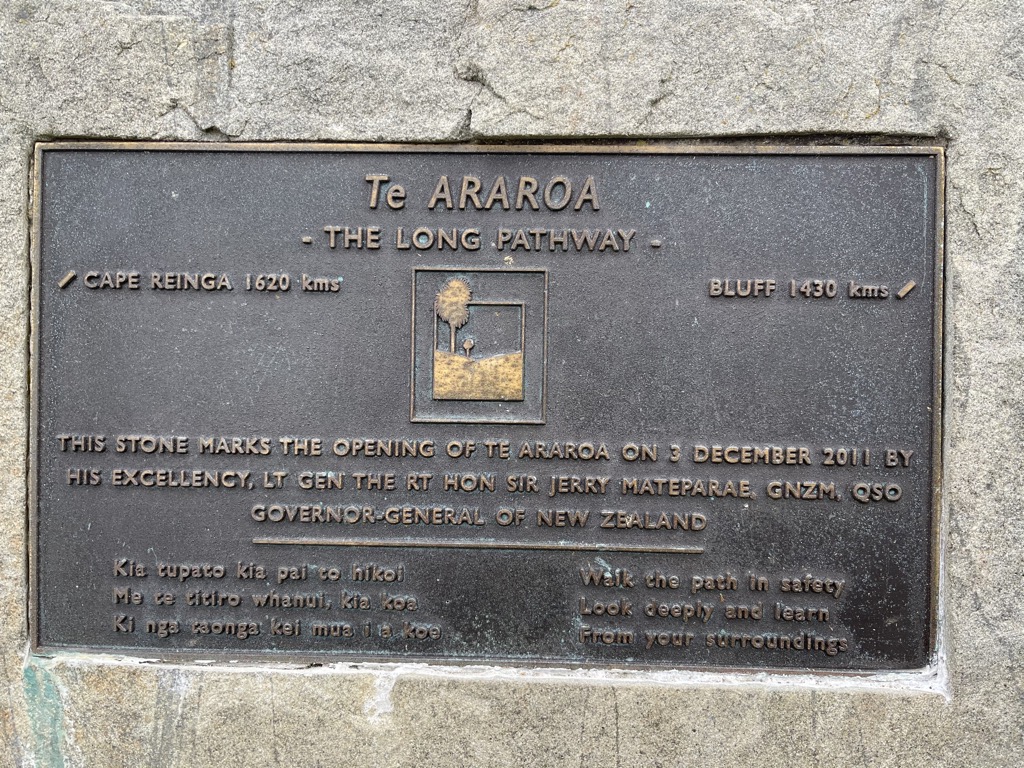 Te ARAROA
- THE LONG PATHWAY -
CAPE REINGA 1620 kms
BLUFF 1430 kms
THIS STONE MARKS THE OPENING OF TE ARAROA ON 3 DECEMBER 2011 BY
HIS EXCELLENCY, LT GEN THE RT HON SIR JERRY MATEPARAE, GNZM, QSO
GOVERNOR-GENERAL OF NEW ZEALAND
Kia tupato kia pai to hikoi
Me te titiro whanui, kia koa
Ki nga taonga kei mua i a koe
Walk the path in safety
Look deeply and learn
From your surroundings